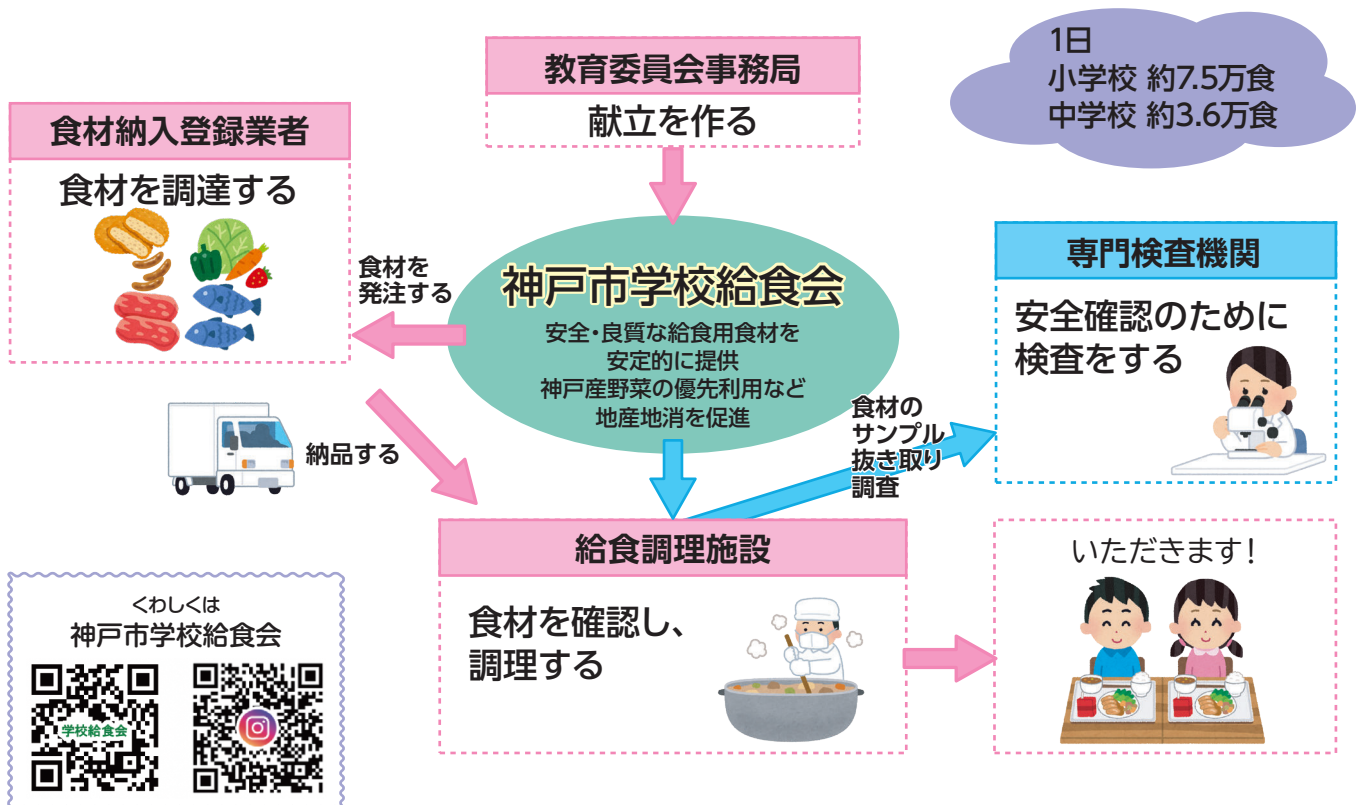 教育委員会事務局
献立を作る
1日
小学校 約7.5万食
中学校 約3.6万食
食材納入登録業者
食材を調達する
食材を
発注する
神戸市学校給食会
安全・良質な給食用食材を
安定的に提供
神戸産野菜の優先利用など
地産地消を促進
専門検査機関
安全確認のために
検査をする
納品する
食材の
サンプル
抜き取り
調査
給食調理施設
食材を確認し、
調理する
いただきます!
くわしくは
神戸市学校給食会
学校給食会